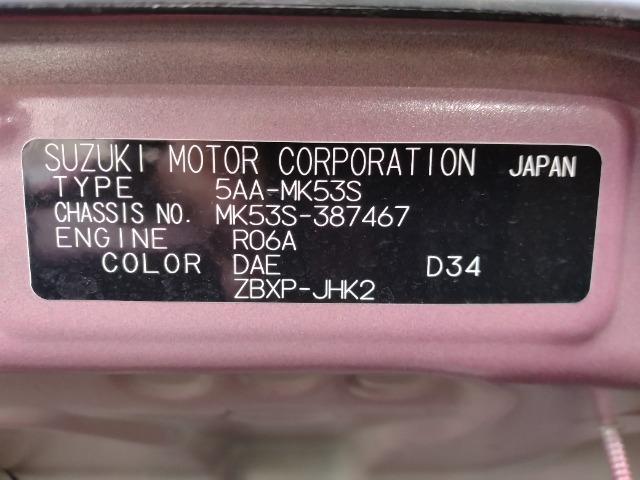 SUZUKI MOTOR CORPORATION JAPAN
TYPE 5AA-MK53S
CHASSIS NO. MK53S-387467
ENGINE R06A
COLOR DAE D34
ZBXP-JHK2